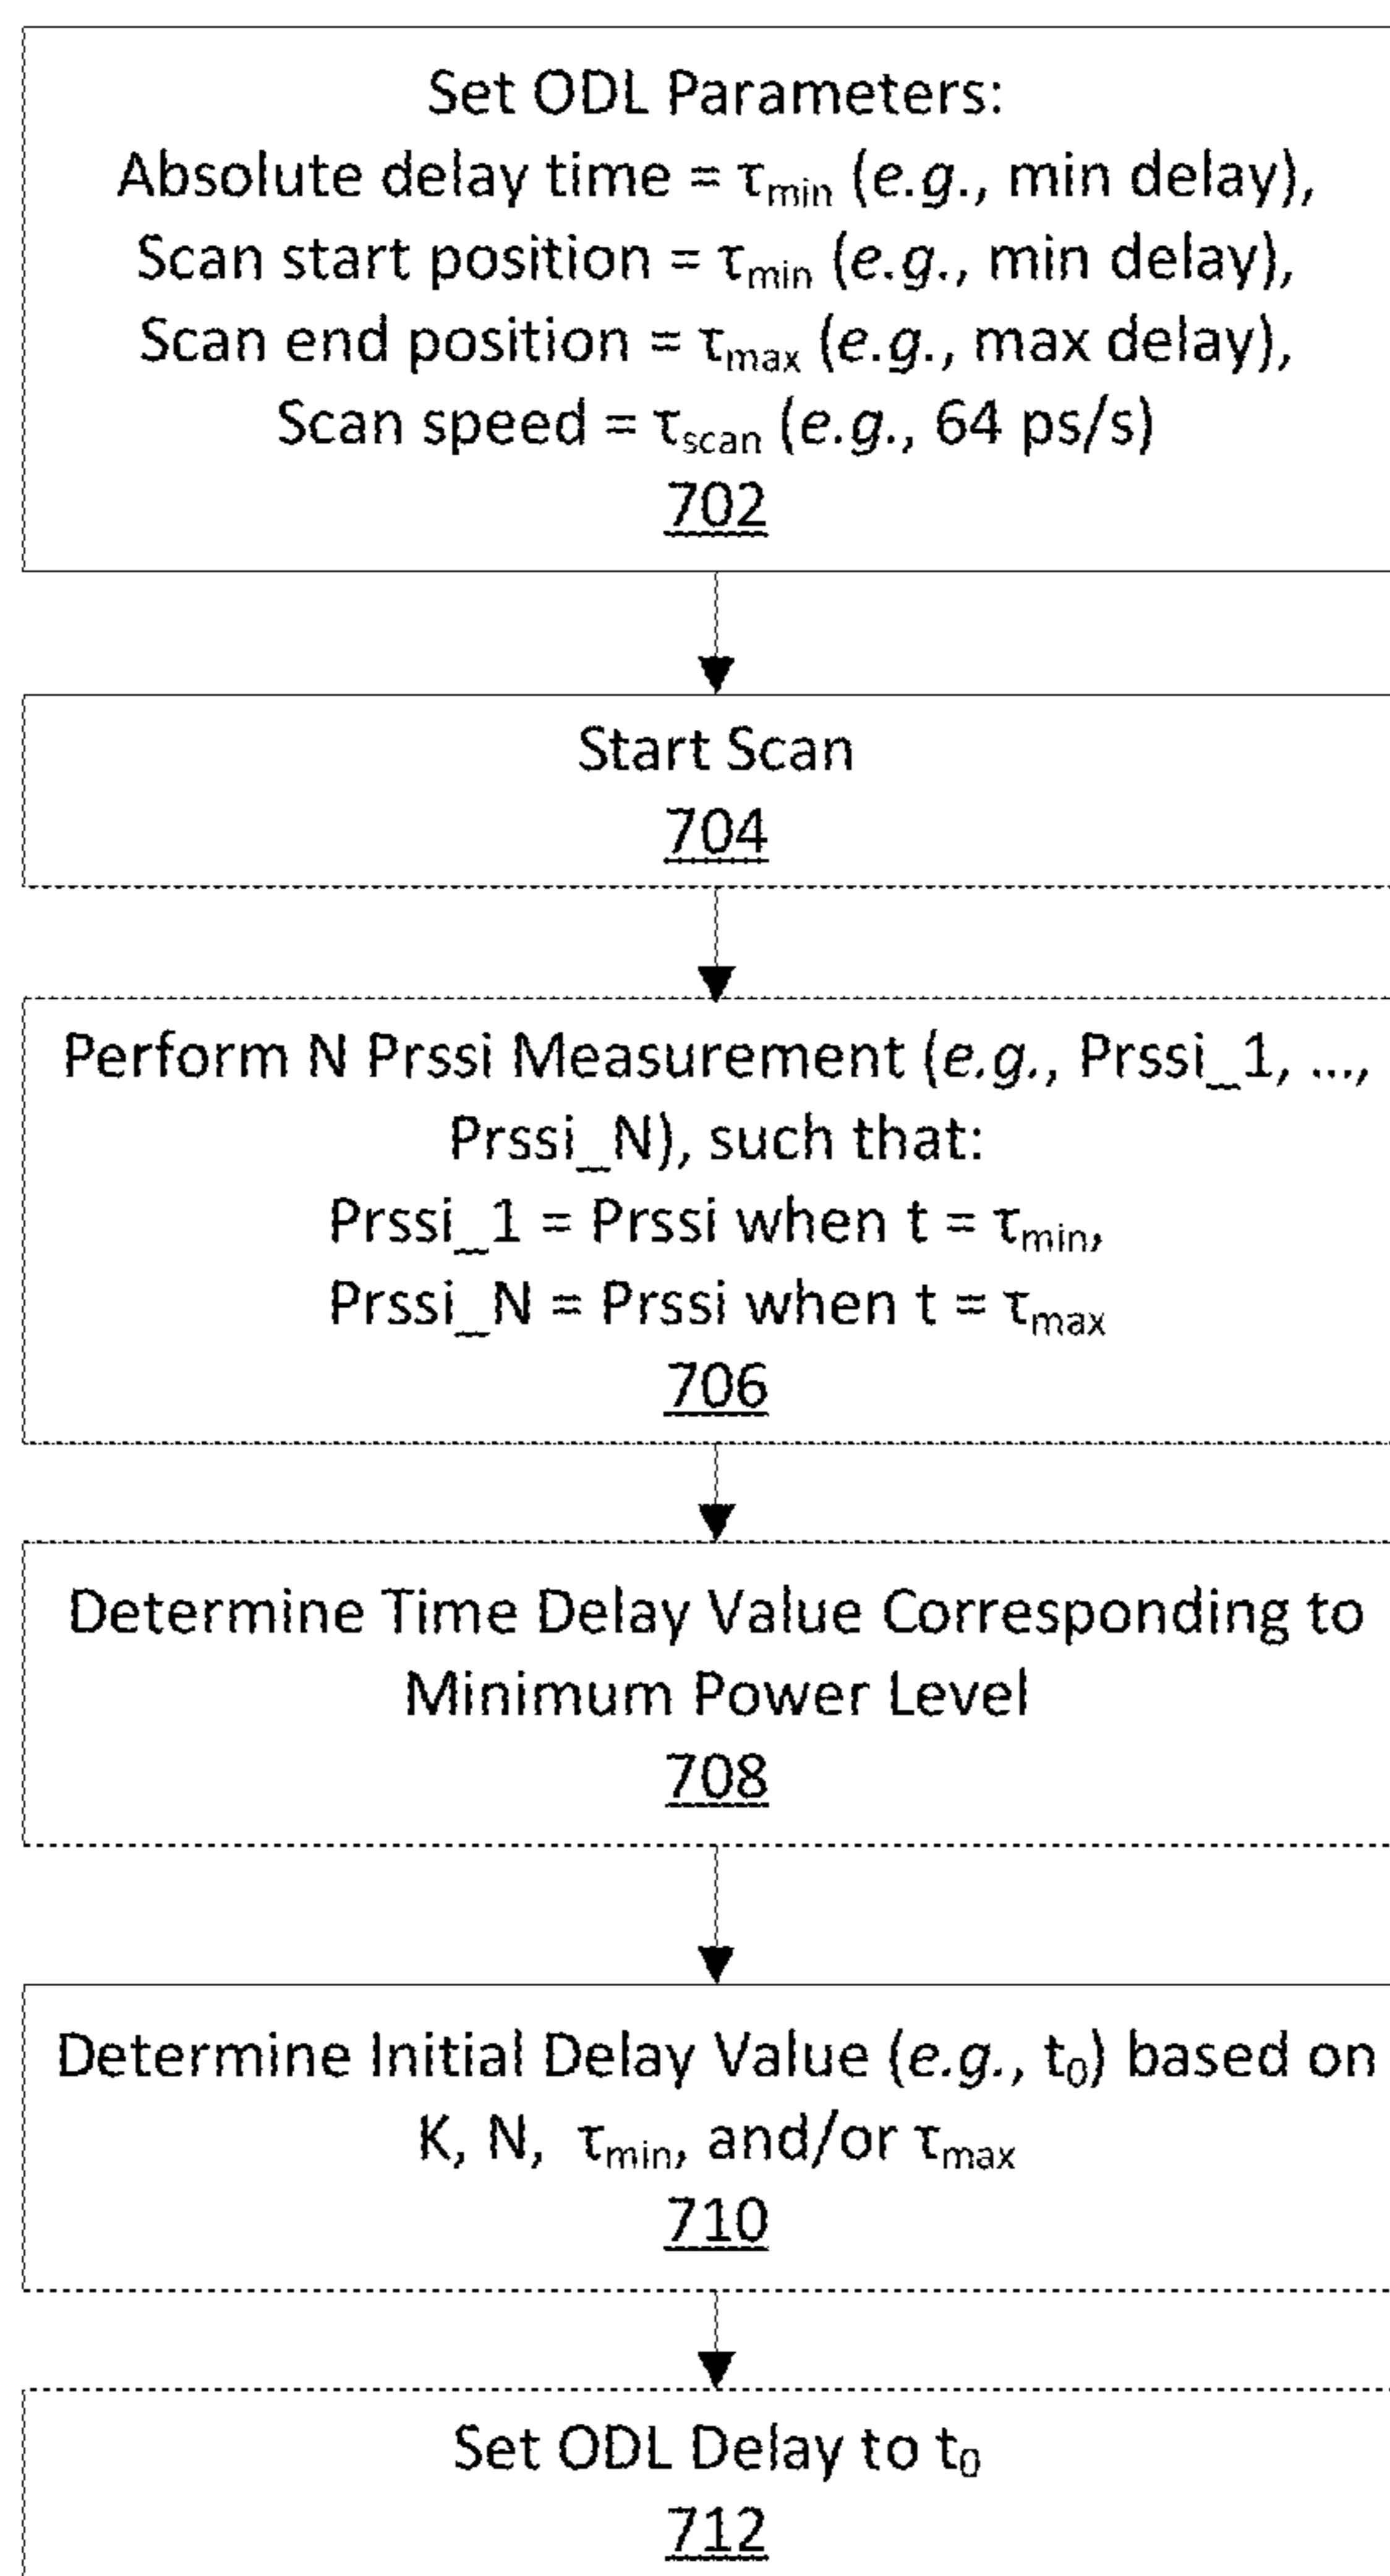 Set ODL Parameters:
Absolute delay time = τmin (e.g., min delay),
Scan start position = τmin (e.g., min delay),
Scan end position = τmax (e.g., max delay),
Scan speed = τscan (e.g., 64 ps/s)
702
Start Scan
704
Perform N Prssi Measurement (e.g., Prssi_1, ...,
Prssi_N), such that:
Prssi_1 = Prssi when t = τmin,
Prssi_N = Prssi when t = τmax
706
Determine Time Delay Value Corresponding to
Minimum Power Level
708
Determine Initial Delay Value (e.g., t0) based on
K, N, τmin, and/or τmax
710
Set ODL Delay to t0
712